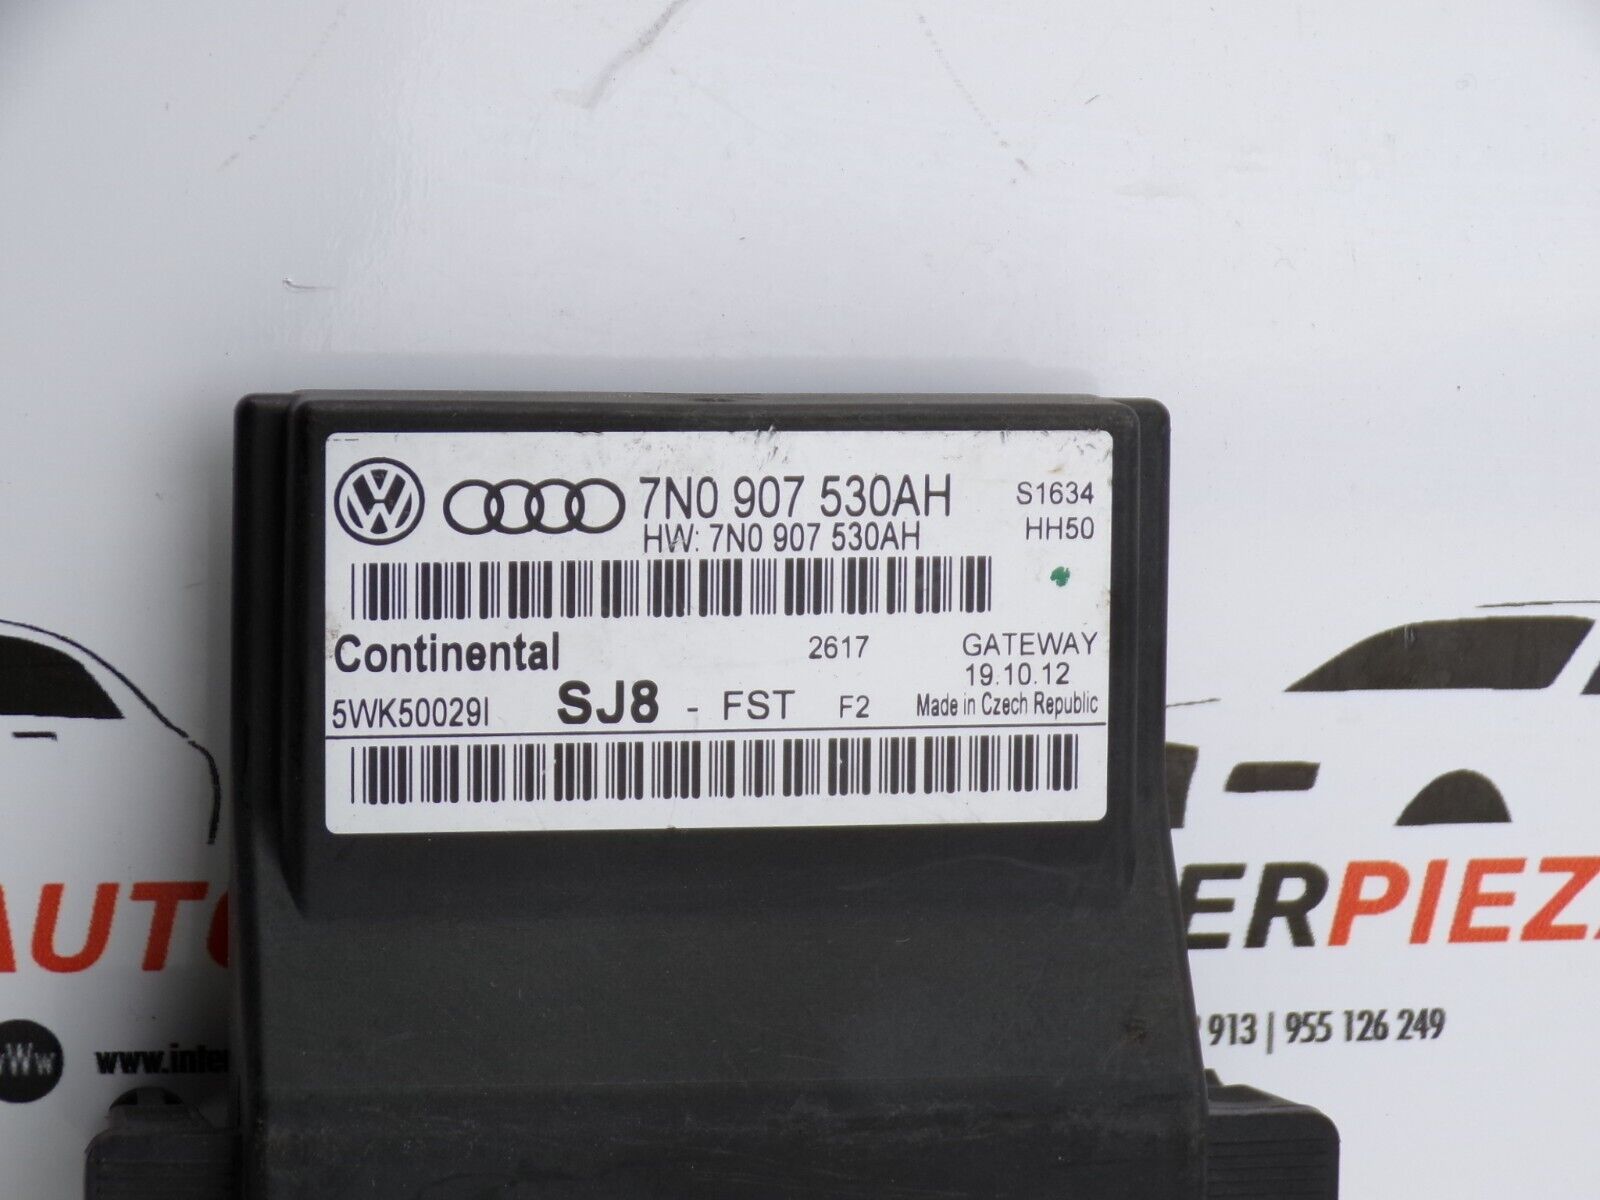 7N0 907 530AH
HW: 7N0 907 530AH
S1634
HH50
Continental
2617
GATEWAY
19.10.12
5WK50029I
SJ8 - FST F2
Made in Czech Republic
AUTO
ERPIEZA
913 | 955 126 249
www.inter